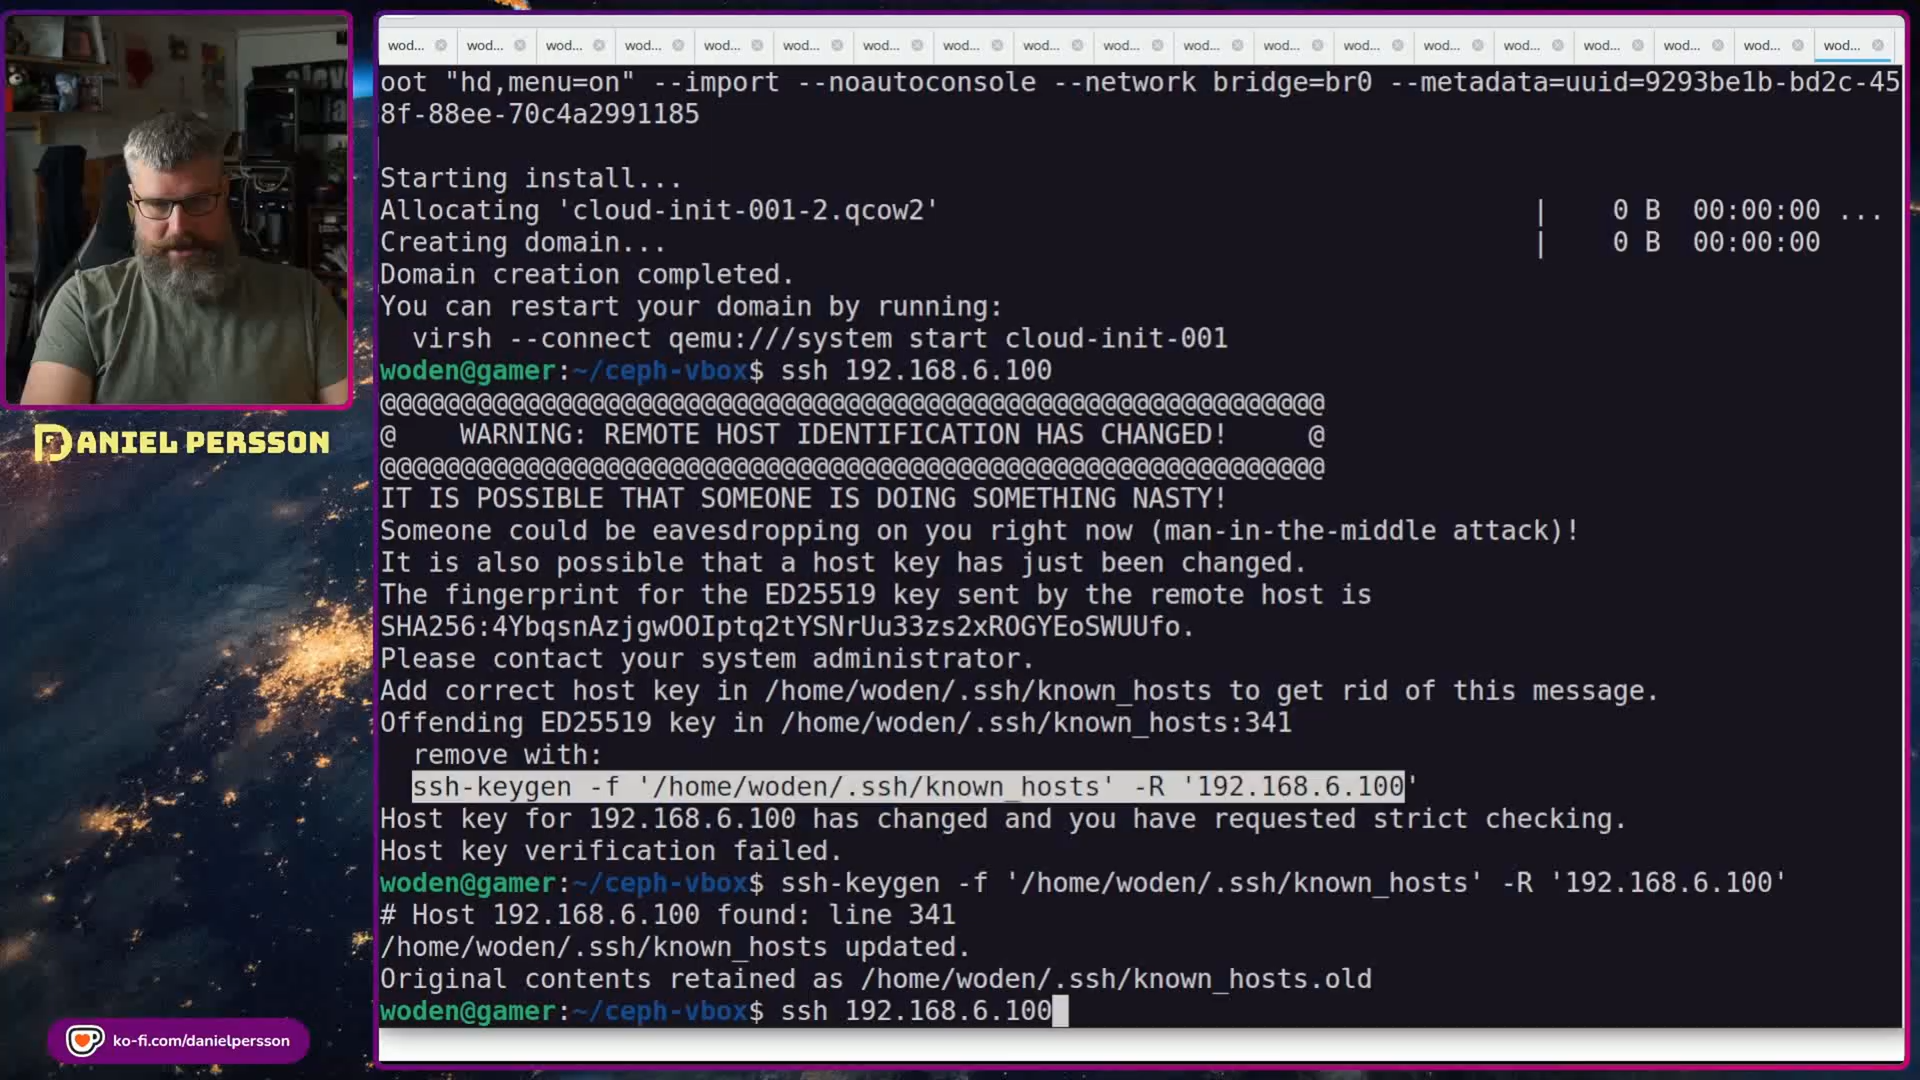 wod... wod... wod... wod... wod... wod... wod... wod... wod... wod... wod... wod... wod... wod... wod... wod... wod... wod... wod...
oot "hd,menu=on" --import --noautoconsole --network bridge=br0 --metadata=uuid=9293be1b-bd2c-45
8f-88ee-70c4a2991185
Starting install...
Allocating 'cloud-init-001-2.qcow2' | 0 B 00:00:00 ...
Creating domain... | 0 B 00:00:00
Domain creation completed.
You can restart your domain by running:
virsh --connect qemu:///system start cloud-init-001
woden@gamer:~/ceph-vbox$ ssh 192.168.6.100
@@@@@@@@@@@@@@@@@@@@@@@@@@@@@@@@@@@@@@@@@@@@@@@@@@@@@@@@@@@
@    WARNING: REMOTE HOST IDENTIFICATION HAS CHANGED!     @
@@@@@@@@@@@@@@@@@@@@@@@@@@@@@@@@@@@@@@@@@@@@@@@@@@@@@@@@@@@
IT IS POSSIBLE THAT SOMEONE IS DOING SOMETHING NASTY!
Someone could be eavesdropping on you right now (man-in-the-middle attack)!
It is also possible that a host key has just been changed.
The fingerprint for the ED25519 key sent by the remote host is
SHA256:4YbqsnAzjgwOOIptq2tYSNrUu33zs2xROGYEoSWUUfo.
Please contact your system administrator.
Add correct host key in /home/woden/.ssh/known_hosts to get rid of this message.
Offending ED25519 key in /home/woden/.ssh/known_hosts:341
remove with:
ssh-keygen -f '/home/woden/.ssh/known_hosts' -R '192.168.6.100'
Host key for 192.168.6.100 has changed and you have requested strict checking.
Host key verification failed.
woden@gamer:~/ceph-vbox$ ssh-keygen -f '/home/woden/.ssh/known_hosts' -R '192.168.6.100'
# Host 192.168.6.100 found: line 341
/home/woden/.ssh/known_hosts updated.
Original contents retained as /home/woden/.ssh/known_hosts.old
woden@gamer:~/ceph-vbox$ ssh 192.168.6.100
DANIEL PERSSON
ko-fi.com/danielpersson